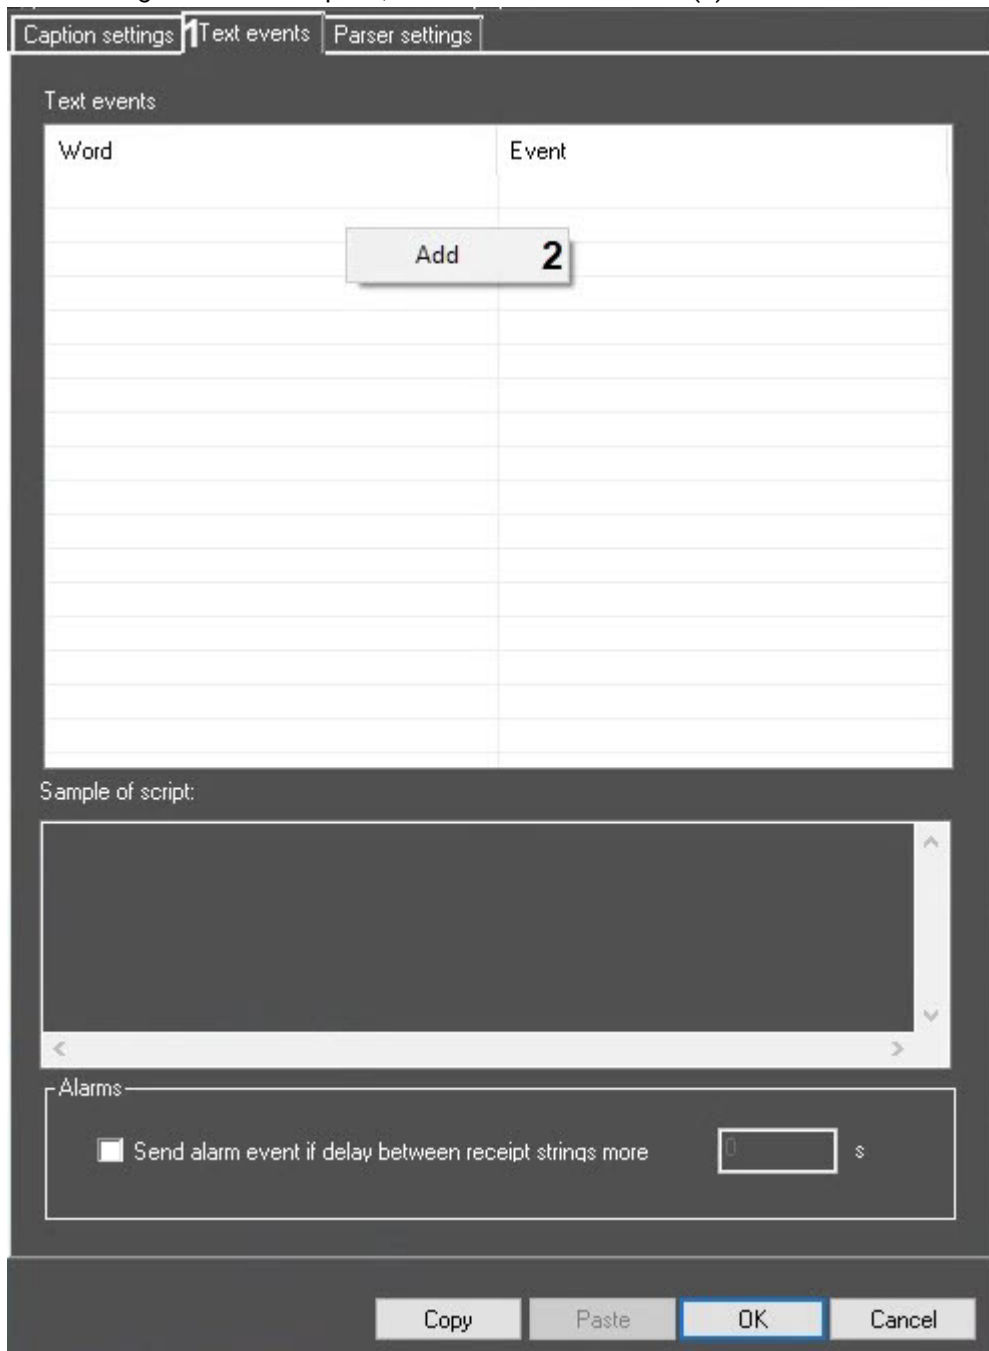 Caption settings 1 Text events Parser settings
Text events
Word Event
Add 2
Sample of script:
Alarms
Send alarm event if delay between receipt strings more 0 s
Copy Paste OK Cancel